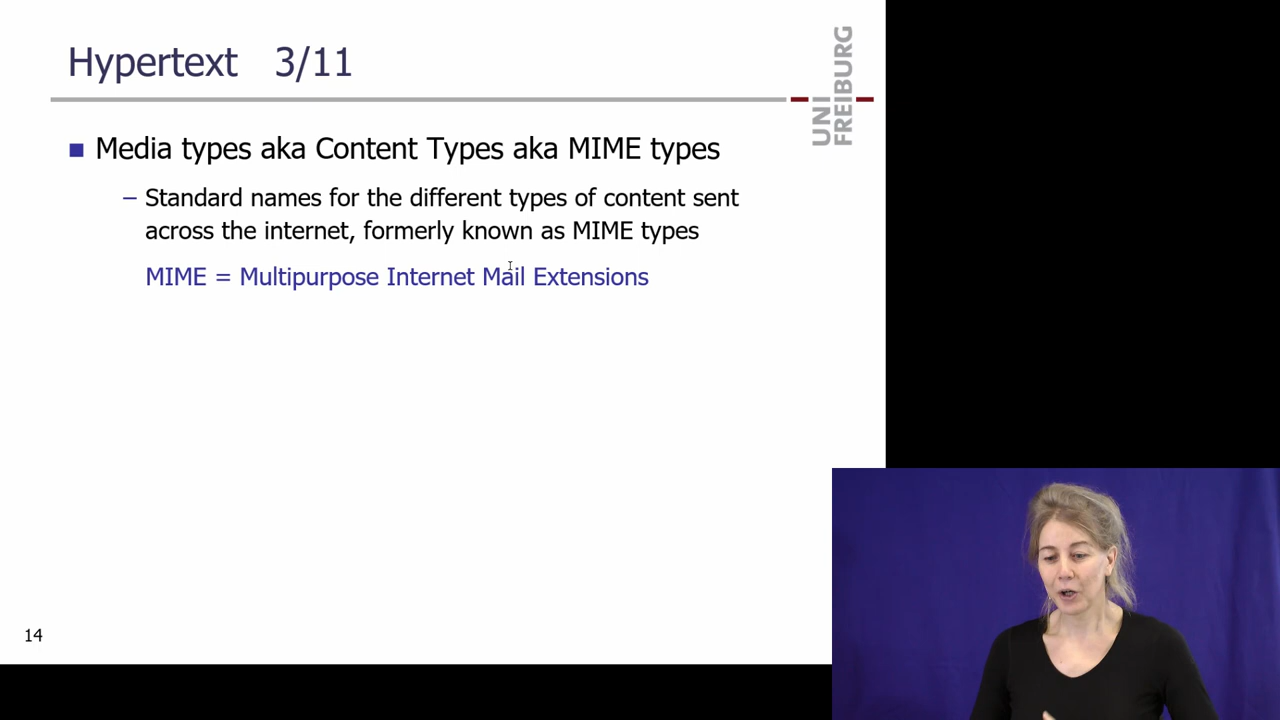 Hypertext 3/11
UNI
FREIBURG
Media types aka Content Types aka MIME types
– Standard names for the different types of content sent
across the internet, formerly known as MIME types
MIME = Multipurpose Internet Mail Extensions
14